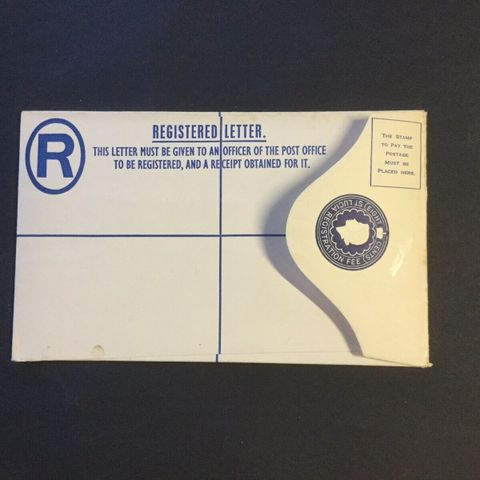 R
REGISTERED LETTER.
THIS LETTER MUST BE GIVEN TO AN OFFICER OF THE POST OFFICE
TO BE REGISTERED, AND A RECEIPT OBTAINED FOR IT.
THE STAMP
TO PAY THE
POSTAGE
MUST BE
PLACED HERE.
ST LUCIA REGISTRATION FEE
CENTS